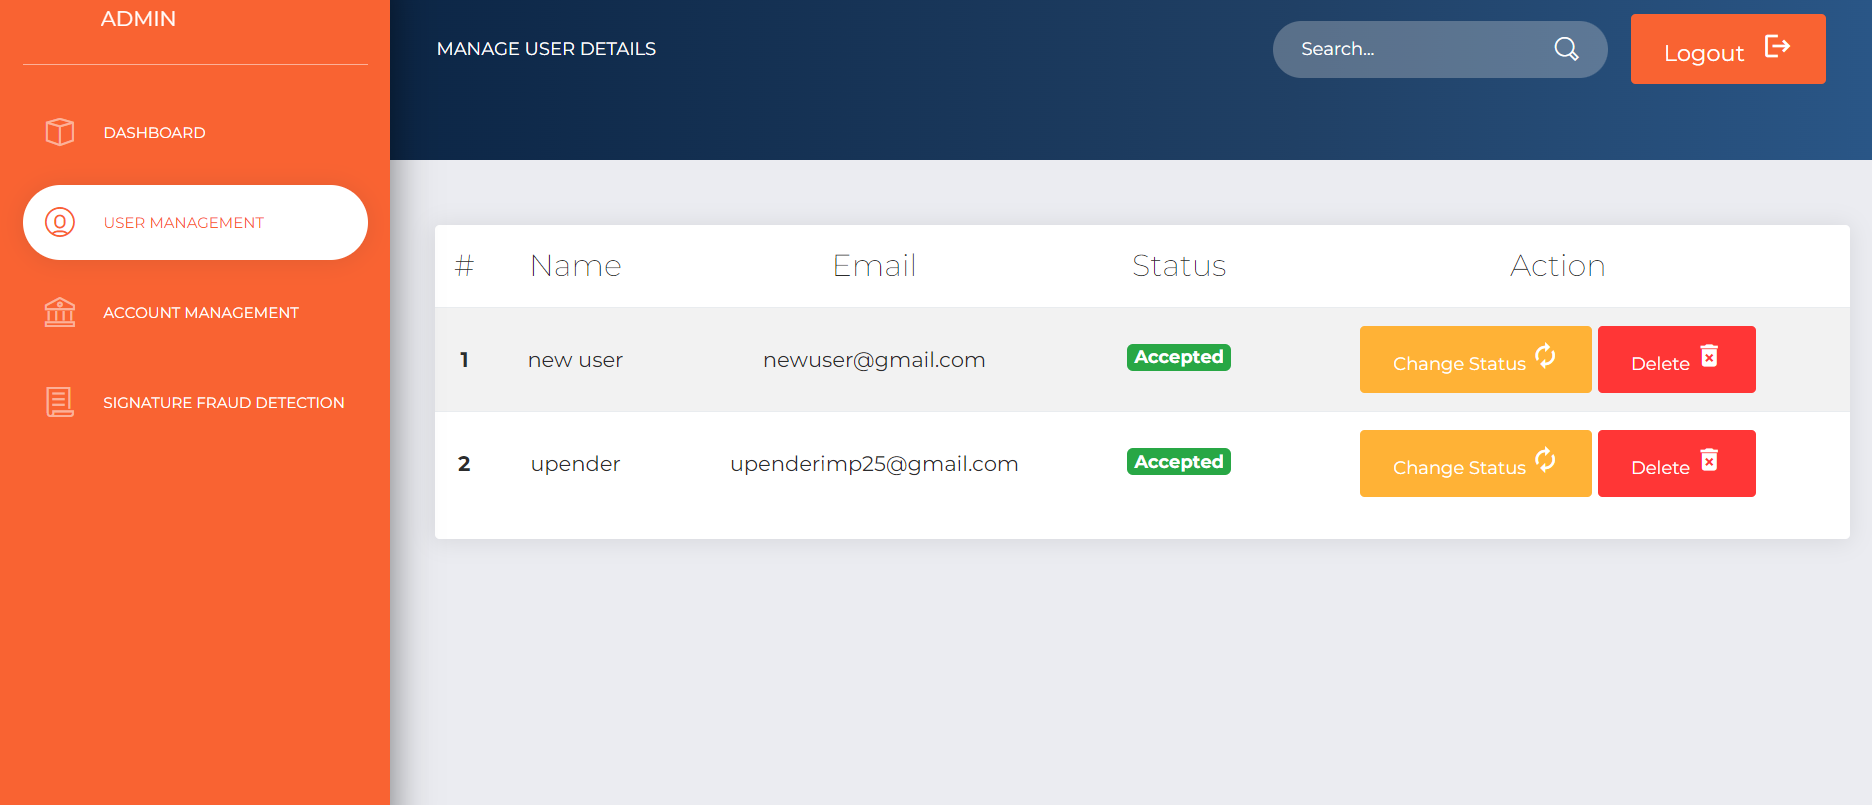 ADMIN
DASHBOARD
USER MANAGEMENT
ACCOUNT MANAGEMENT
SIGNATURE FRAUD DETECTION
MANAGE USER DETAILS
Search...
Logout
# Name Email Status Action
1 new user newuser@gmail.com Accepted Change Status Delete
2 upender upenderimp25@gmail.com Accepted Change Status Delete